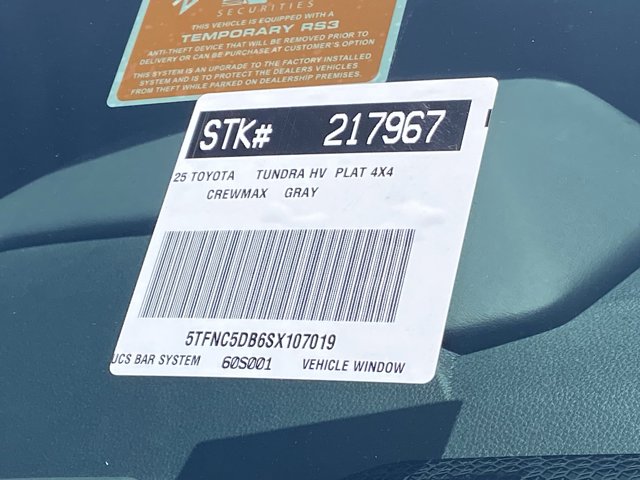 SECURITIES
THIS VEHICLE IS EQUIPPED WITH A
TEMPORARY RS3
ANTI-THEFT DEVICE THAT WILL BE REMOVED PRIOR TO
DELIVERY OR CAN BE PURCHASE AT CUSTOMER'S OPTION
THIS SYSTEM IS AN UPGRADE TO THE FACTORY INSTALLED
SYSTEM AND IS TO PROTECT THE DEALERS VEHICLES
FROM THEFT WHILE PARKED ON DEALERSHIP PREMISES.
STK# 217967
25 TOYOTA TUNDRA HV PLAT 4X4
CREWMAX GRAY
5TFNC5DB6SX107019
UCS BAR SYSTEM 60S001 VEHICLE WINDOW